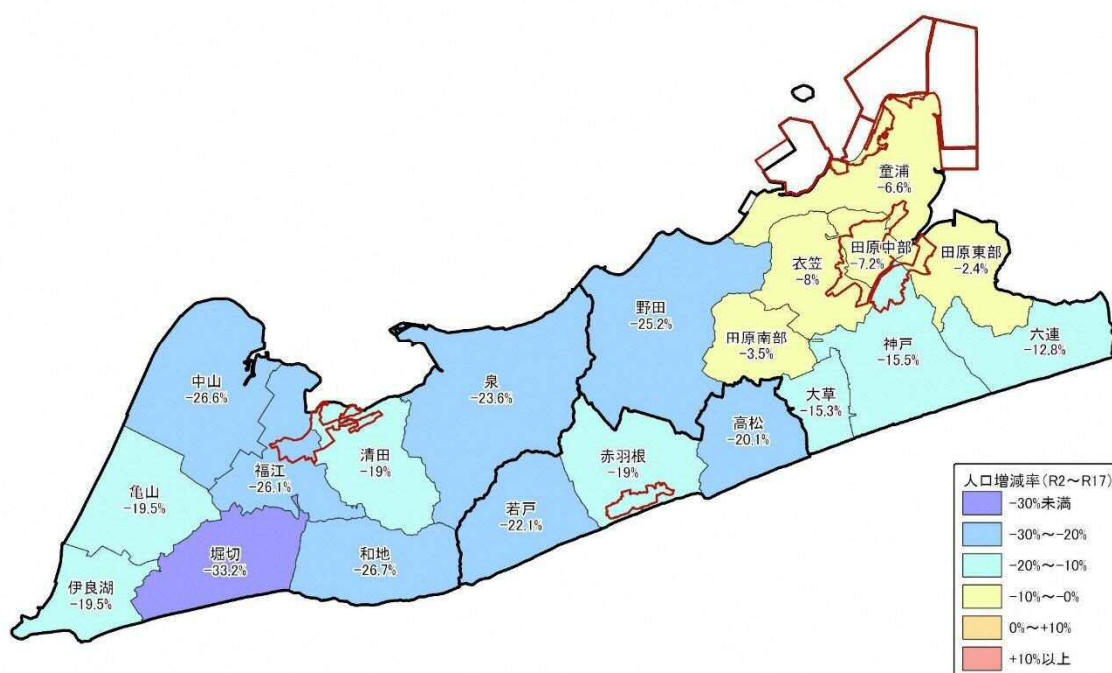 童浦
-6.6%
田原中部
-7.2%
田原東部
-2.4%
衣笠
-8%
野田
-25.2%
田原南部
-3.5%
神戸
-15.5%
六連
-12.8%
中山
-26.6%
泉
-23.6%
大草
-15.3%
高松
-20.1%
清田
-19%
赤羽根
-19%
福江
-26.1%
亀山
-19.5%
若戸
-22.1%
堀切
-33.2%
和地
-26.7%
伊良湖
-19.5%
人口増減率(R2～R17)
-30%未満
-30%～-20%
-20%～-10%
-10%～-0%
0%～+10%
+10%以上